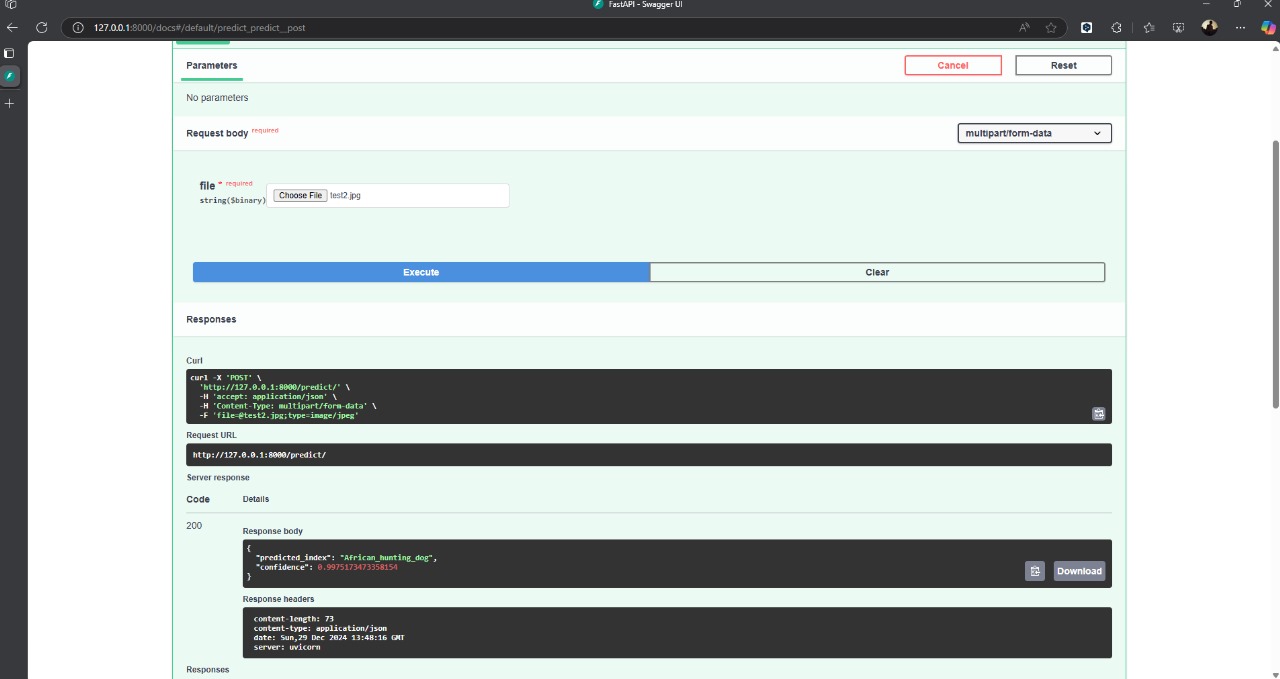 FastAPI - Swagger UI
127.0.0.1:8000/docs#/default/predict_predict__post
Parameters
Cancel
Reset
No parameters
Request body required
multipart/form-data
file * required
string($binary)
Choose File test2.jpg
Execute
Clear
Responses
Curl
curl -X 'POST' \
'http://127.0.0.1:8000/predict/' \
-H 'accept: application/json' \
-H 'Content-Type: multipart/form-data' \
-F 'file=@test2.jpg;type=image/jpeg'
Request URL
http://127.0.0.1:8000/predict/
Server response
Code Details
200
Response body
{
"predicted_index": "African_hunting_dog",
"confidence": 0.9975173473358154
}
Download
Response headers
content-length: 73
content-type: application/json
date: Sun,29 Dec 2024 13:48:16 GMT
server: uvicorn
Responses